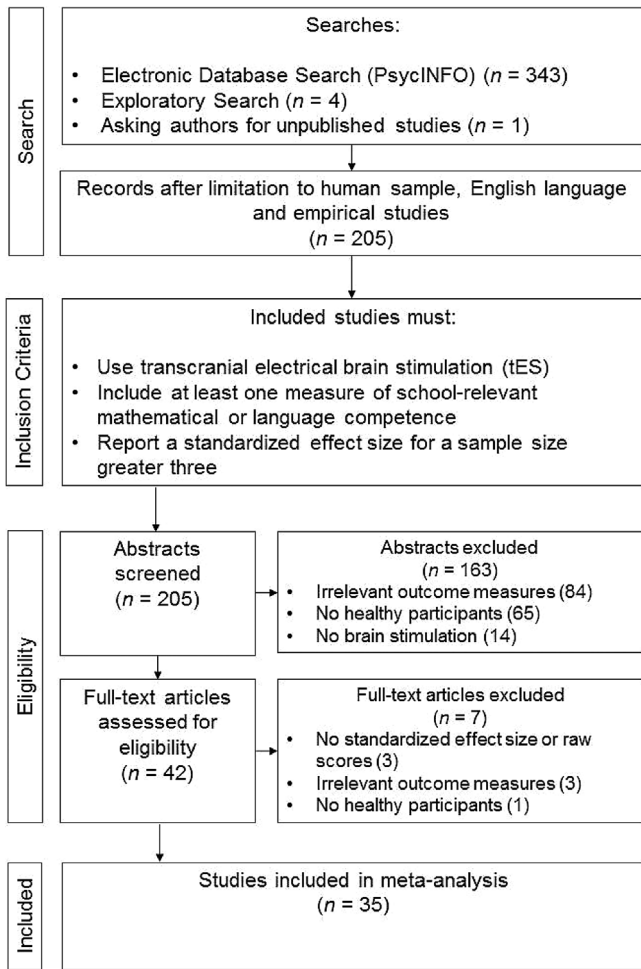 Search
Searches:
• Electronic Database Search (PsycINFO) (n = 343)
• Exploratory Search (n = 4)
• Asking authors for unpublished studies (n = 1)
Records after limitation to human sample, English language
and empirical studies
(n = 205)
Inclusion Criteria
Included studies must:
• Use transcranial electrical brain stimulation (tES)
• Include at least one measure of school-relevant
mathematical or language competence
• Report a standardized effect size for a sample size
greater three
Eligibility
Abstracts
screened
(n = 205)
Abstracts excluded
(n = 163)
• Irrelevant outcome measures (84)
• No healthy participants (65)
• No brain stimulation (14)
Full-text articles
assessed for
eligibility
(n = 42)
Full-text articles excluded
(n = 7)
• No standardized effect size or raw
scores (3)
• Irrelevant outcome measures (3)
• No healthy participants (1)
Included
Studies included in meta-analysis
(n = 35)